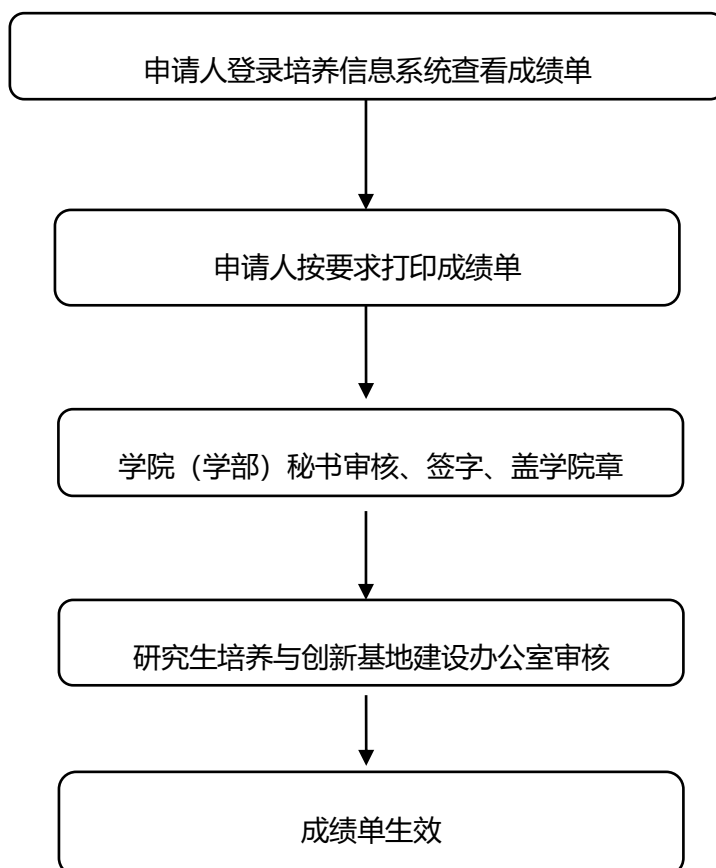 申请人登录培养信息系统查看成绩单
申请人按要求打印成绩单
学院（学部）秘书审核、签字、盖学院章
研究生培养与创新基地建设办公室审核
成绩单生效